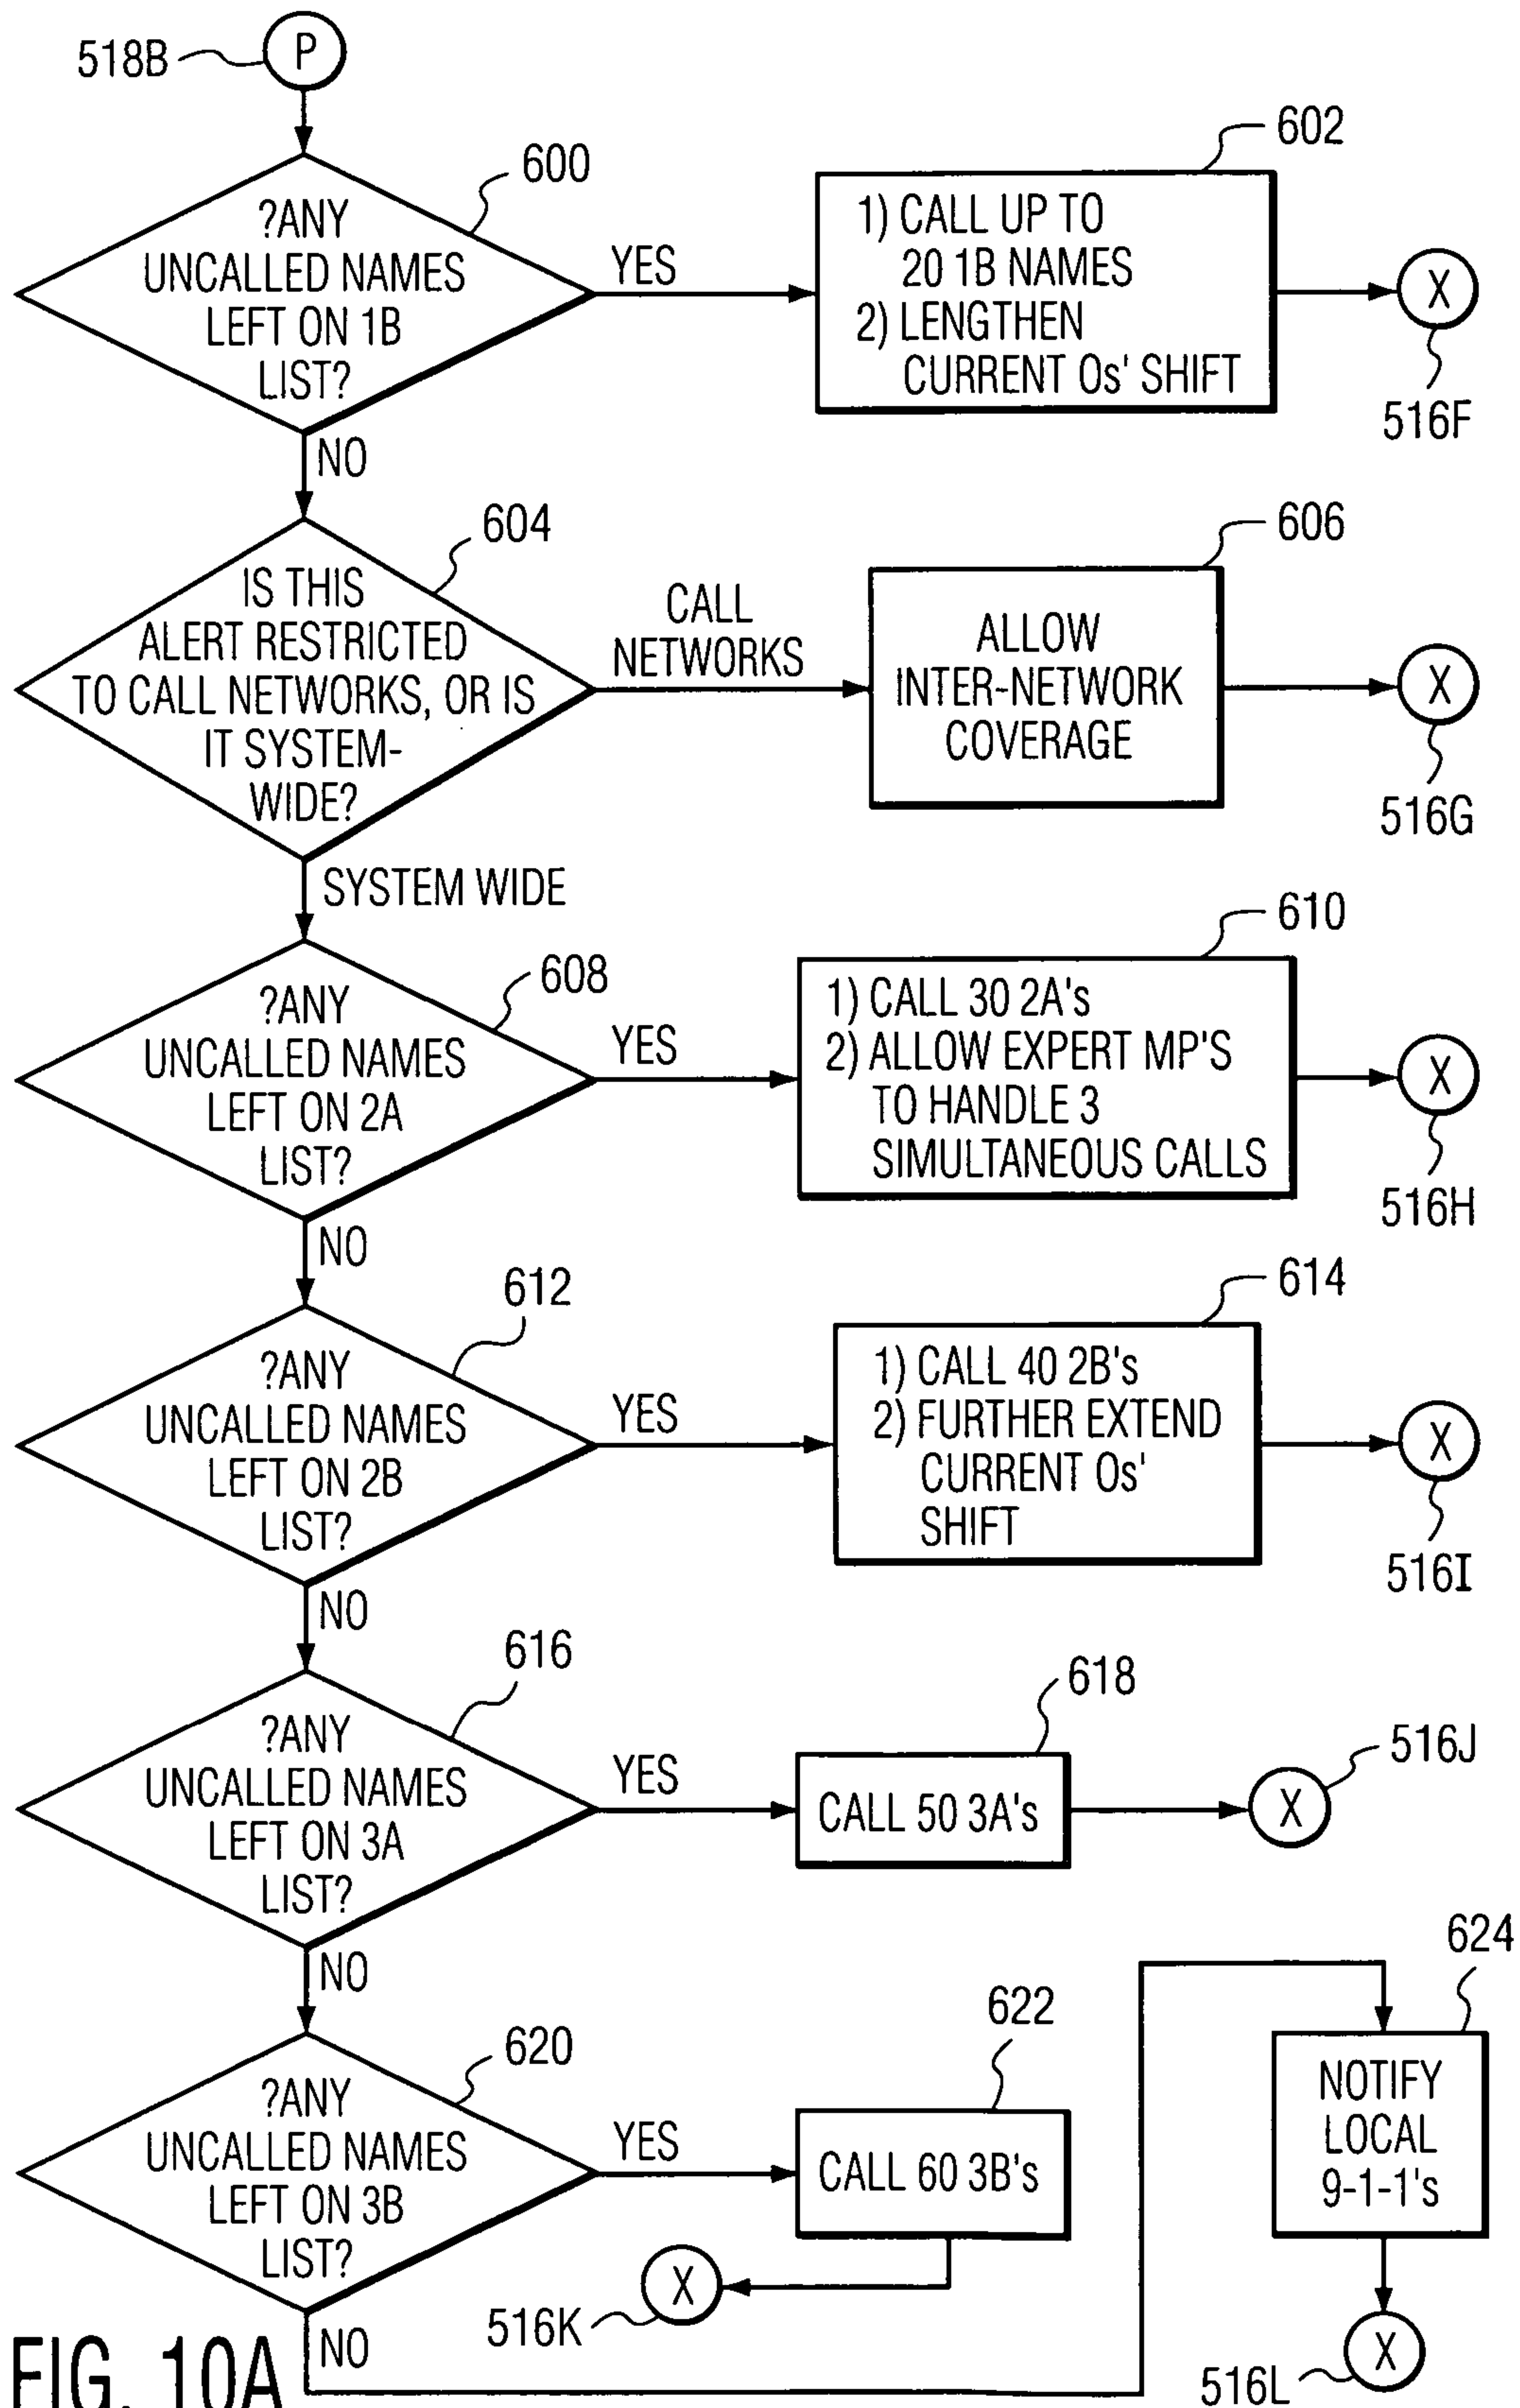 518B
P
600
?ANY
UNCALLED NAMES
LEFT ON 1B
LIST?
YES
602
1) CALL UP TO
20 1B NAMES
2) LENGTHEN
CURRENT Os' SHIFT
X
516F
NO
604
IS THIS
ALERT RESTRICTED
TO CALL NETWORKS, OR IS
IT SYSTEM-
WIDE?
CALL
NETWORKS
606
ALLOW
INTER-NETWORK
COVERAGE
X
516G
SYSTEM WIDE
608
?ANY
UNCALLED NAMES
LEFT ON 2A
LIST?
YES
610
1) CALL 30 2A's
2) ALLOW EXPERT MP'S
TO HANDLE 3
SIMULTANEOUS CALLS
X
516H
NO
612
?ANY
UNCALLED NAMES
LEFT ON 2B
LIST?
YES
614
1) CALL 40 2B's
2) FURTHER EXTEND
CURRENT Os'
SHIFT
X
516I
NO
616
?ANY
UNCALLED NAMES
LEFT ON 3A
LIST?
YES
618
CALL 50 3A's
X
516J
NO
620
?ANY
UNCALLED NAMES
LEFT ON 3B
LIST?
YES
622
CALL 60 3B's
X
516K
NO
624
NOTIFY
LOCAL
9-1-1's
X
516L
FIG. 10A